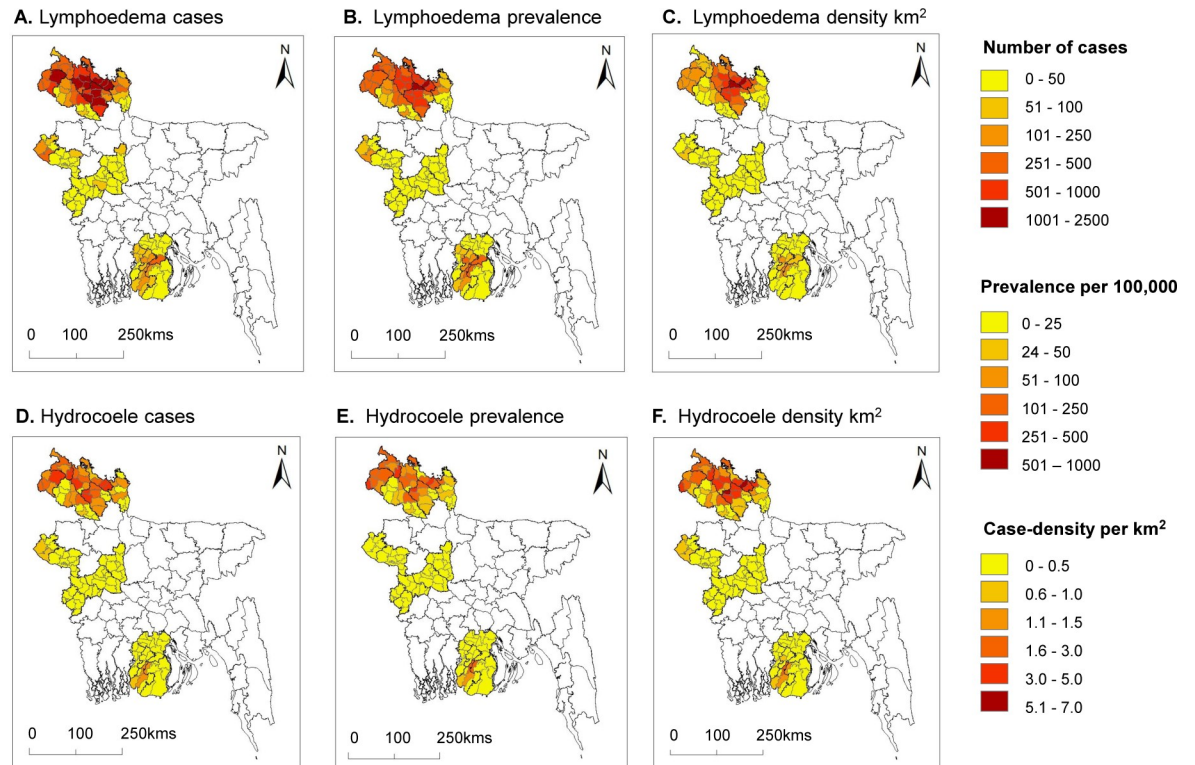 A. Lymphoedema cases
B. Lymphoedema prevalence
C. Lymphoedema density km²
N
0 100 250kms
N
0 100 250kms
N
0 100 250kms
D. Hydrocoele cases
E. Hydrocoele prevalence
F. Hydrocoele density km²
N
0 100 250kms
N
0 100 250kms
N
0 100 250kms
Number of cases
0 - 50
51 - 100
101 - 250
251 - 500
501 - 1000
1001 - 2500
Prevalence per 100,000
0 - 25
24 - 50
51 - 100
101 - 250
251 - 500
501 – 1000
Case-density per km²
0 - 0.5
0.6 - 1.0
1.1 - 1.5
1.6 - 3.0
3.0 - 5.0
5.1 - 7.0